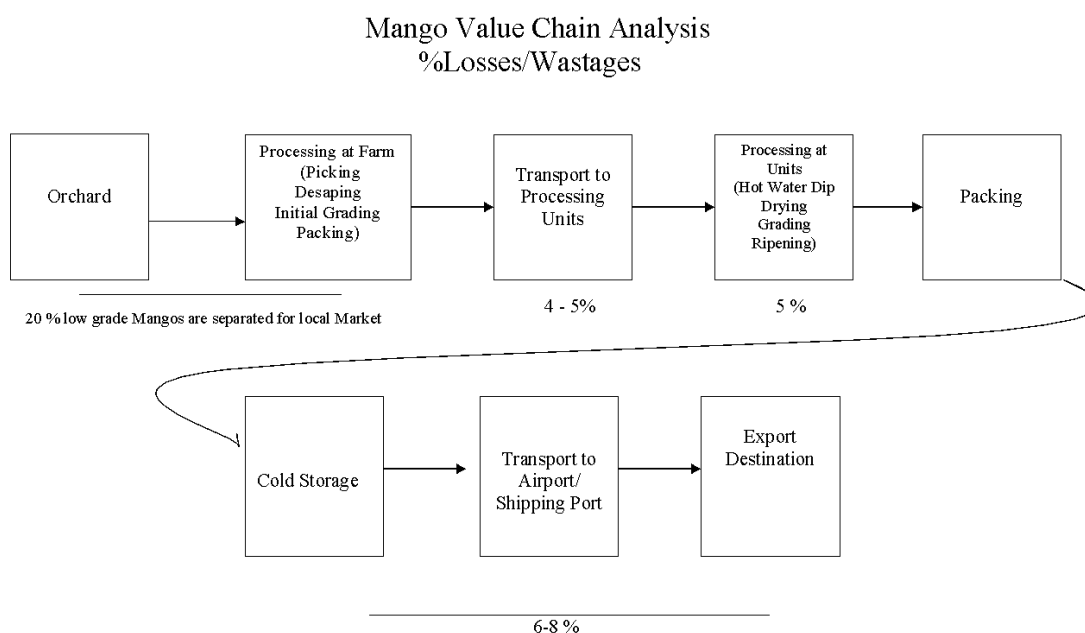 Mango Value Chain Analysis
%Losses/Wastages
Orchard
Processing at Farm
(Picking
Desaping
Initial Grading
Packing)
Transport to
Processing
Units
Processing at
Units
(Hot Water Dip
Drying
Grading
Ripening)
Packing
20 % low grade Mangos are separated for local Market
4 - 5%
5 %
Cold Storage
Transport to
Airport/
Shipping Port
Export
Destination
6-8 %